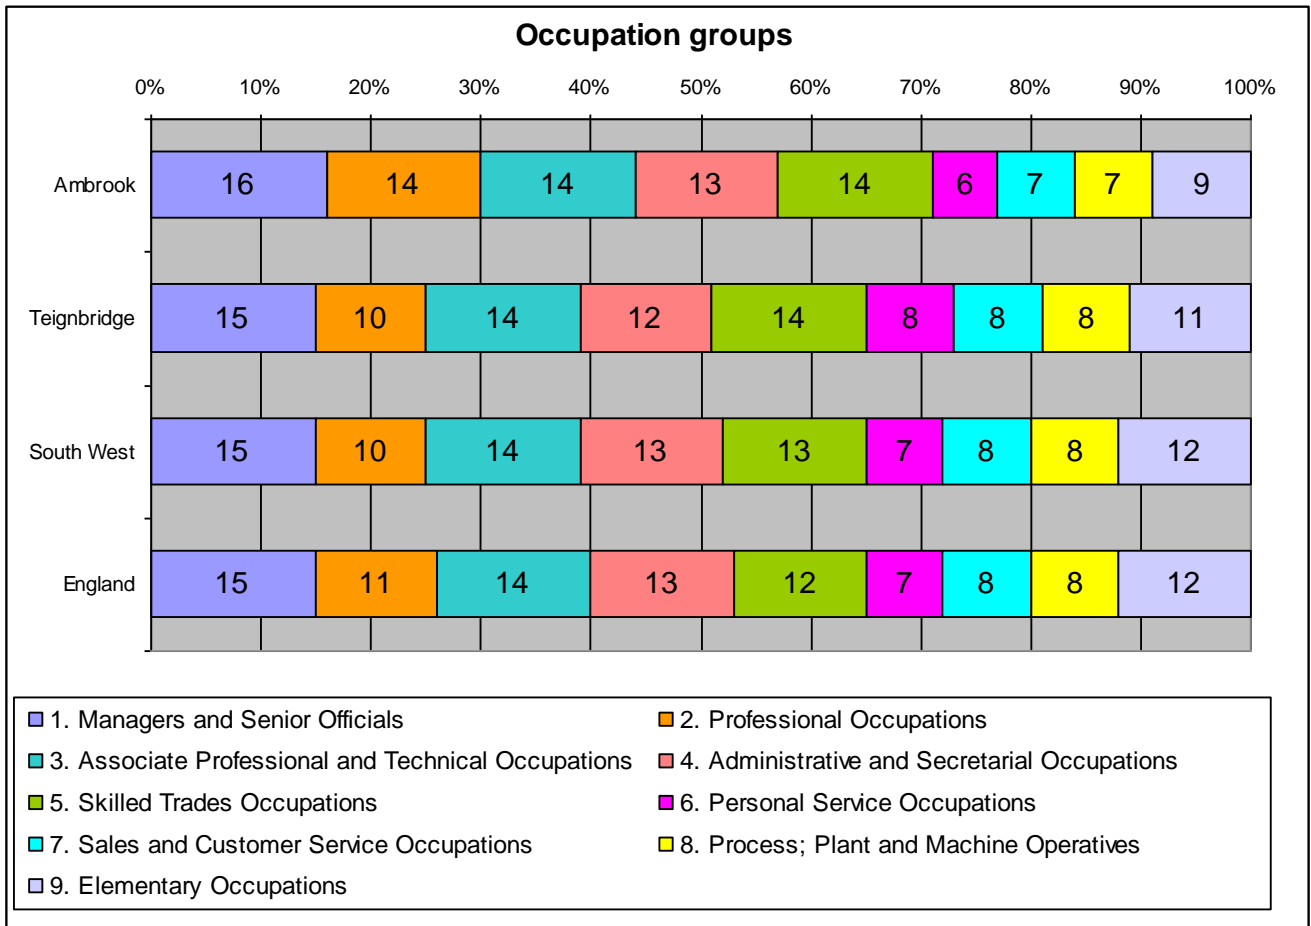 Occupation groups
0% 10% 20% 30% 40% 50% 60% 70% 80% 90% 100%
Ambrook 16 14 14 13 14 6 7 7 9
Teignbridge 15 10 14 12 14 8 8 8 11
South West 15 10 14 13 13 7 8 8 12
England 15 11 14 13 12 7 8 8 12
1. Managers and Senior Officials 2. Professional Occupations
3. Associate Professional and Technical Occupations 4. Administrative and Secretarial Occupations
5. Skilled Trades Occupations 6. Personal Service Occupations
7. Sales and Customer Service Occupations 8. Process; Plant and Machine Operatives
9. Elementary Occupations